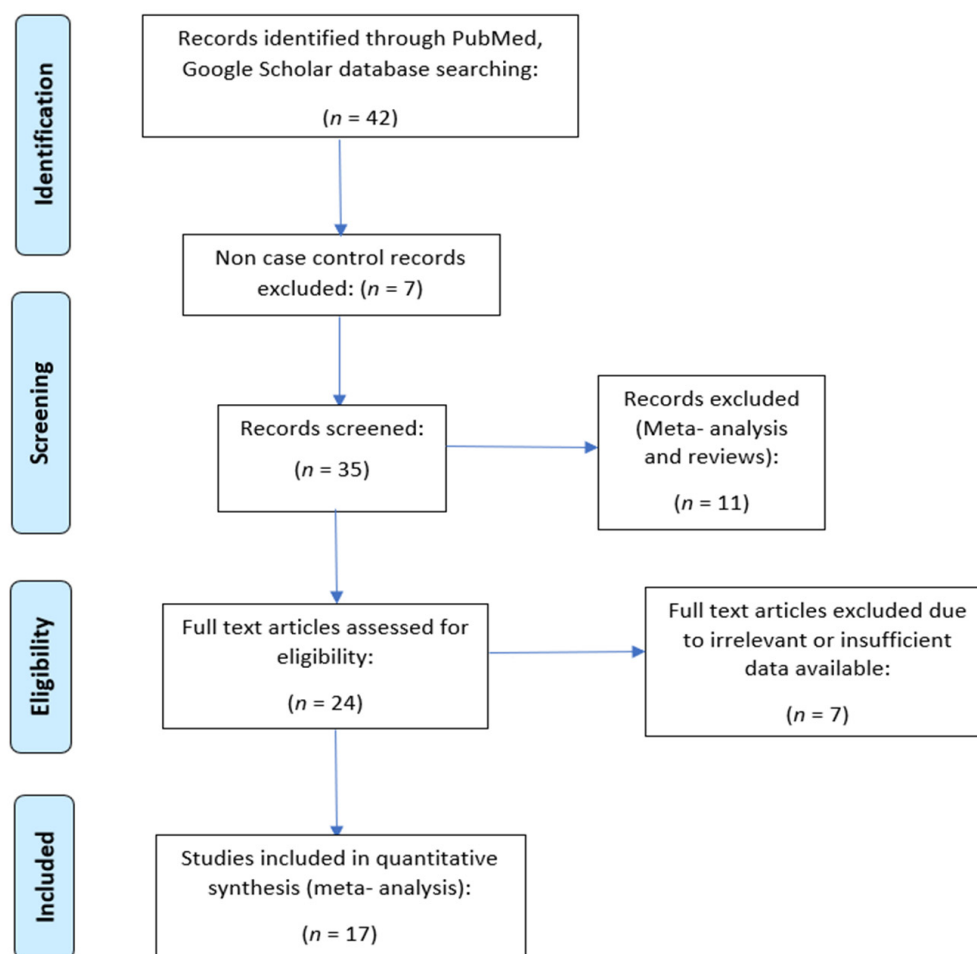 Identification
Records identified through PubMed,
Google Scholar database searching:
(n = 42)
Non case control records
excluded: (n = 7)
Screening
Records screened:
(n = 35)
Records excluded
(Meta- analysis
and reviews):
(n = 11)
Eligibility
Full text articles assessed for
eligibility:
(n = 24)
Full text articles excluded due
to irrelevant or insufficient
data available:
(n = 7)
Included
Studies included in quantitative
synthesis (meta- analysis):
(n = 17)